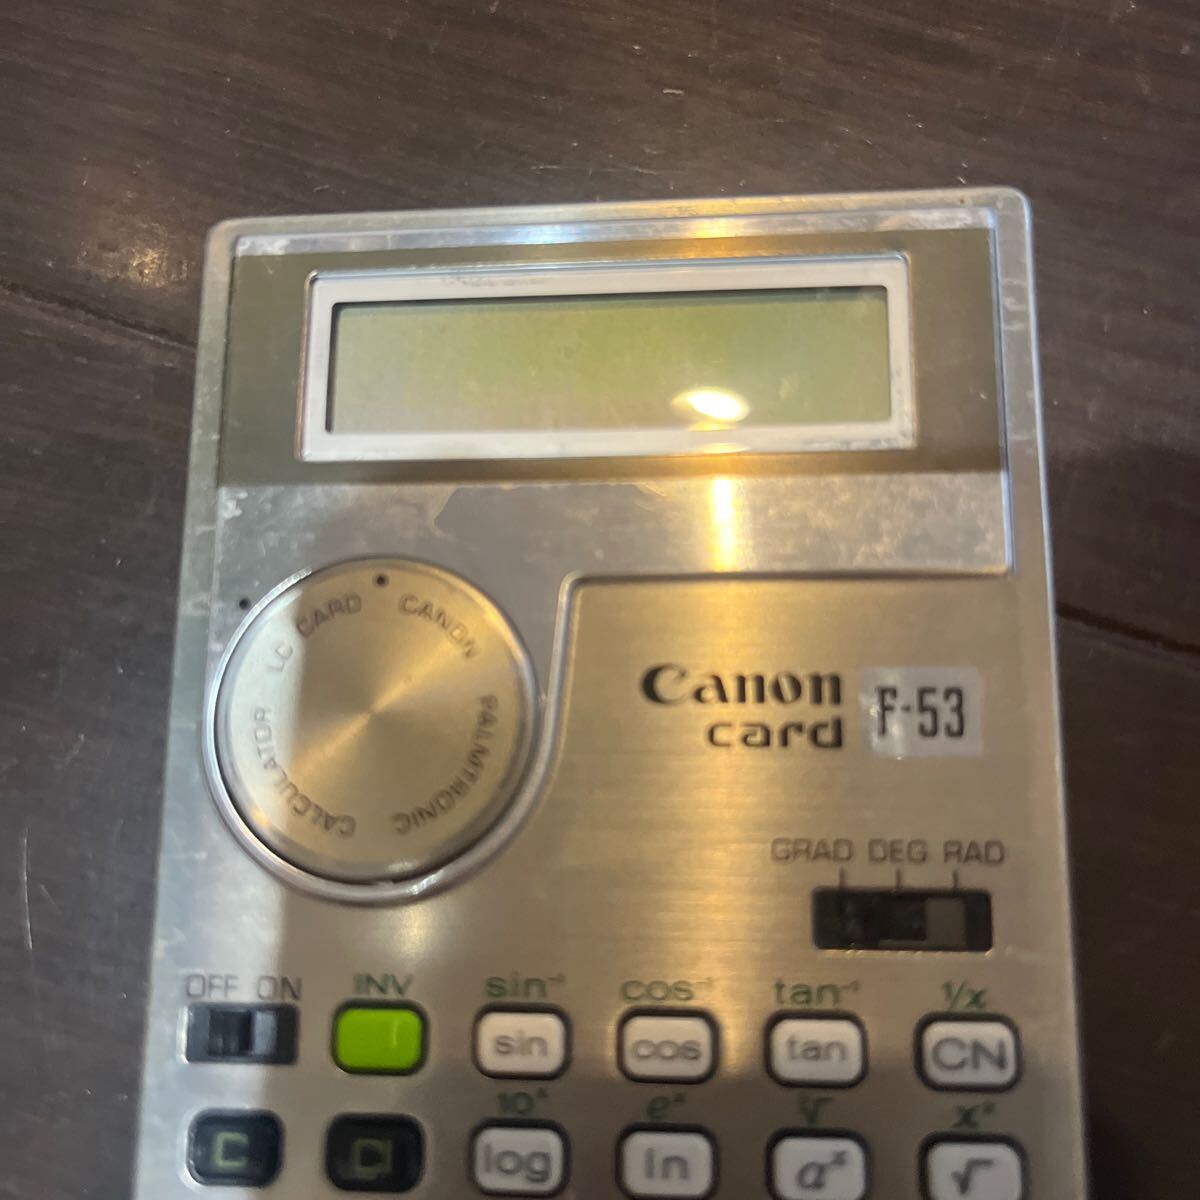 LC CARD CANON PALMTRONIC CALCULATOR
Canon
card F-53
GRAD DEG RAD
OFF ON INV sin⁻¹ cos⁻¹ tan⁻¹ 1/x
sin cos tan CN
10ˣ eˣ ˣ√ x²
C CI log ln aˣ √